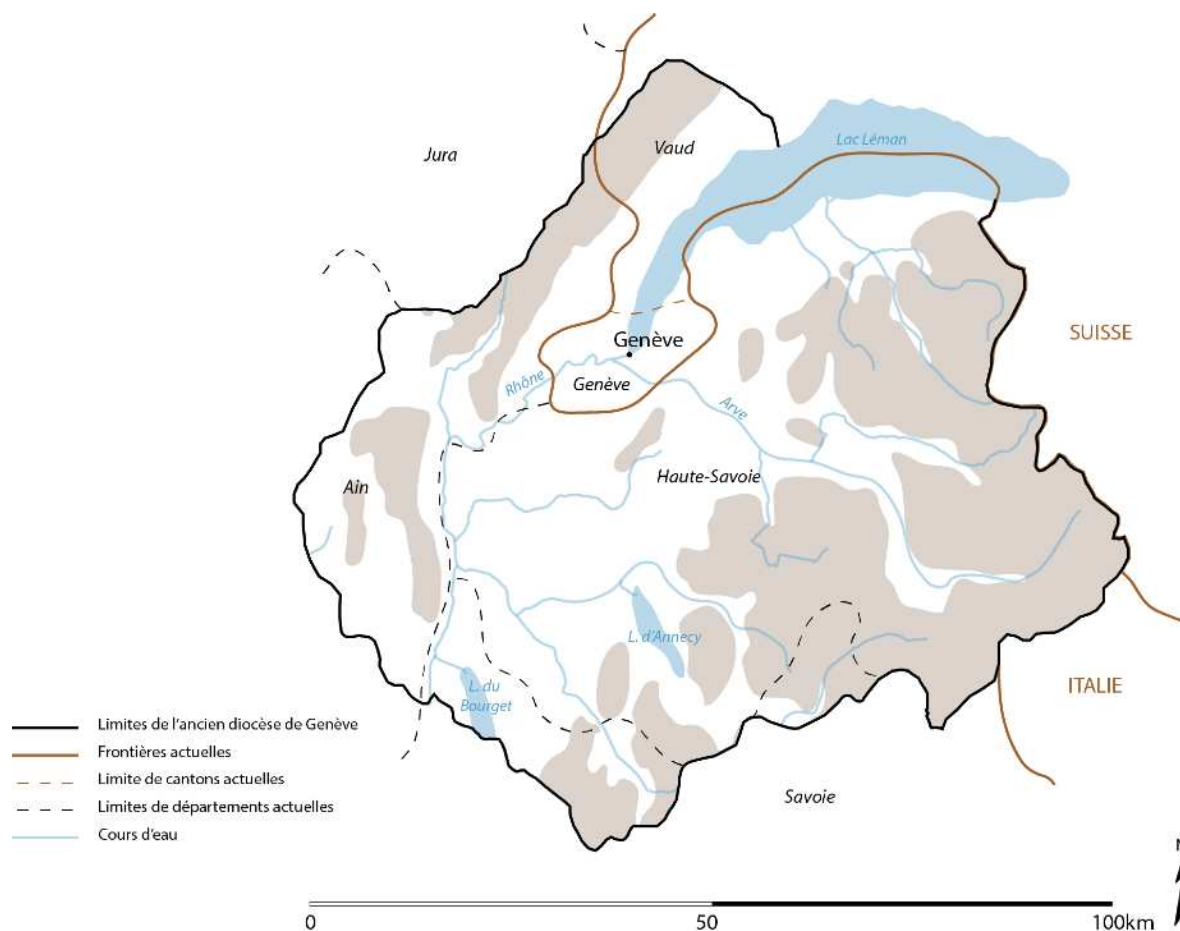 Lac Léman
Vaud
Jura
SUISSE
Genève
Genève
Rhône
Arve
Haute-Savoie
Aîn
L. d'Annecy
L. du
Bourget
ITALIE
Savoie
Limites de l'ancien diocèse de Genève
Frontières actuelles
Limite de cantons actuelles
Limites de départements actuelles
Cours d'eau
N
0
50
100km